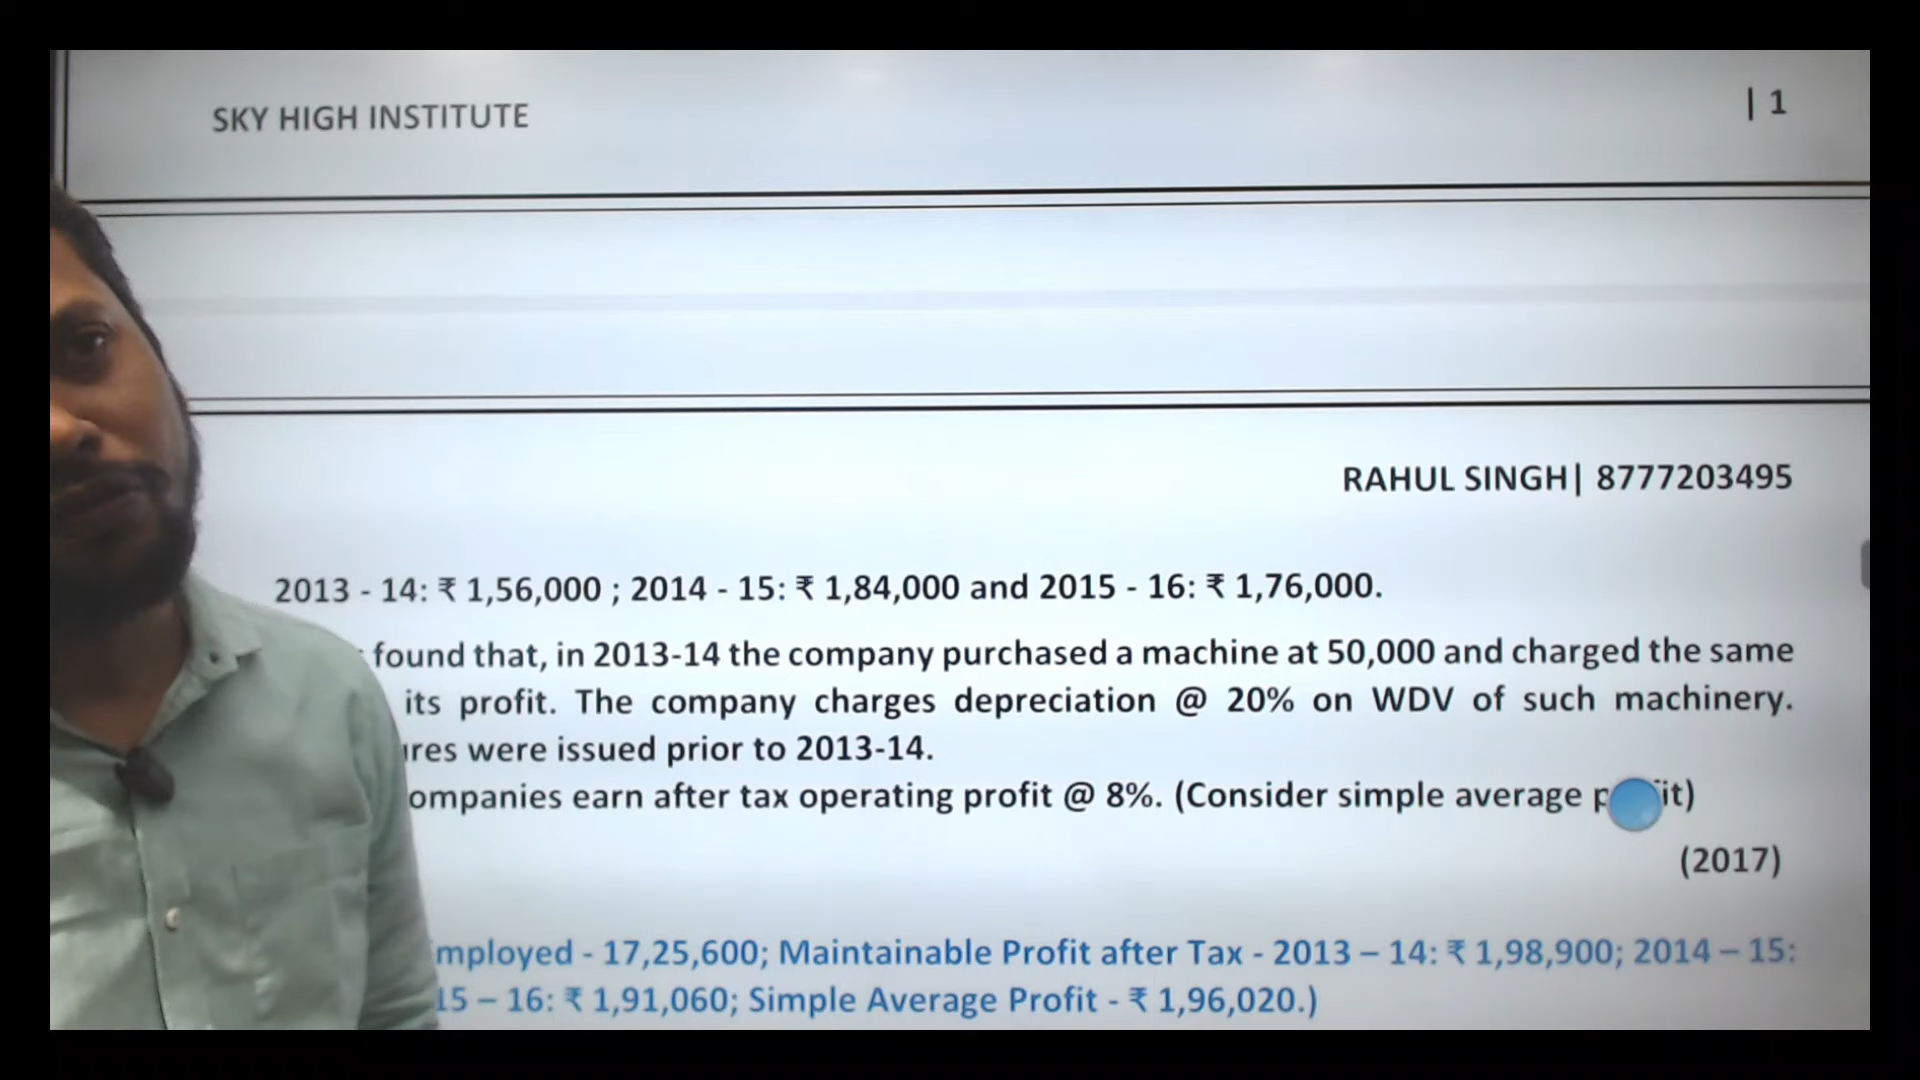 SKY HIGH INSTITUTE | 1
RAHUL SINGH| 8777203495
2013 - 14: ₹ 1,56,000 ; 2014 - 15: ₹ 1,84,000 and 2015 - 16: ₹ 1,76,000.
found that, in 2013-14 the company purchased a machine at 50,000 and charged the same
its profit. The company charges depreciation @ 20% on WDV of such machinery.
were issued prior to 2013-14.
earn after tax operating profit @ 8%. (Consider simple average
(2017)
17,25,600; Maintainable Profit after Tax - 2013 – 14: ₹ 1,98,900; 2014 – 15:
15 – 16: ₹ 1,91,060; Simple Average Profit - ₹ 1,96,020.)